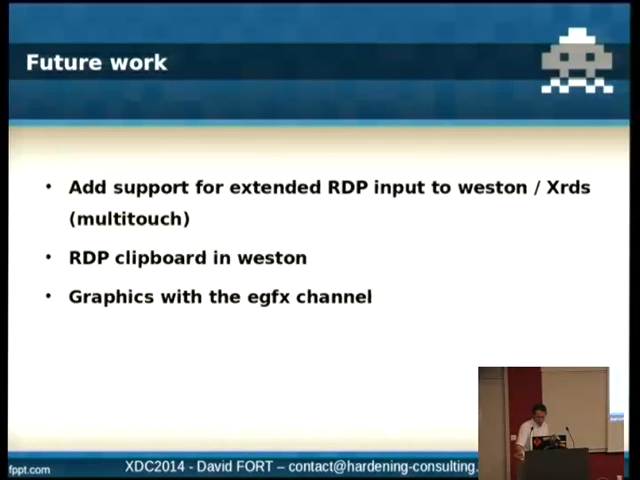 Future work
• Add support for extended RDP input to weston / Xrds
(multitouch)
• RDP clipboard in weston
• Graphics with the egfx channel
fppt.com
XDC2014 - David FORT – contact@hardening-consulting.